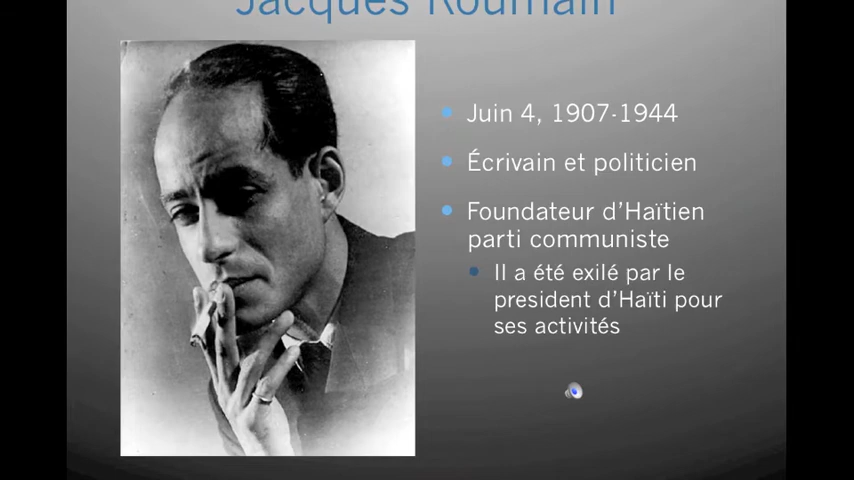 Jacques Roumain
Juin 4, 1907-1944
Écrivain et politicien
Foundateur d'Haïtien
parti communiste
Il a été exilé par le
president d'Haïti pour
ses activités